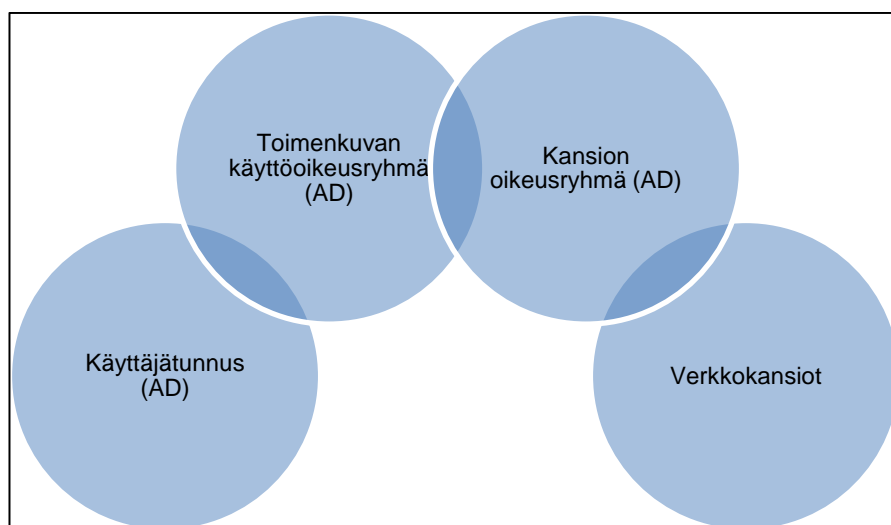 Toimenkuvan
käyttöoikeusryhmä
(AD)
Kansion
oikeusryhmä (AD)
Käyttäjätunnus
(AD)
Verkkokansiot